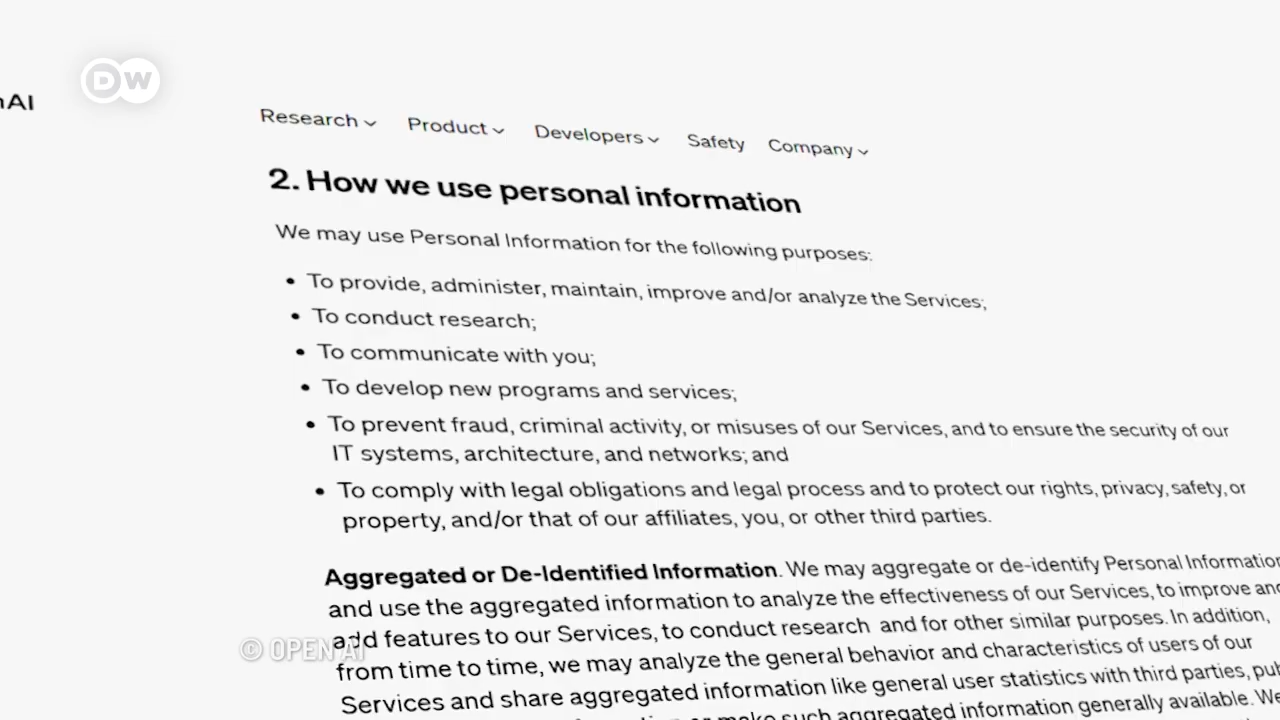 DW
AI
Research Product Developers Safety Company
2. How we use personal information
We may use Personal Information for the following purposes:
• To provide, administer, maintain, improve and/or analyze the Services;
• To conduct research;
• To communicate with you;
• To develop new programs and services;
• To prevent fraud, criminal activity, or misuses of our Services, and to ensure the security of our
IT systems, architecture, and networks; and
• To comply with legal obligations and legal process and to protect our rights, privacy, safety, or
property, and/or that of our affiliates, you, or other third parties.
Aggregated or De-Identified Information. We may aggregate or de-identify Personal Information
and use the aggregated information to analyze the effectiveness of our Services, to improve and
add features to our Services, to conduct research and for other similar purposes. In addition,
© OPEN AI
from time to time, we may analyze the general behavior and characteristics of users of our
Services and share aggregated information like general user statistics with third parties,
make such aggregated information generally available. We